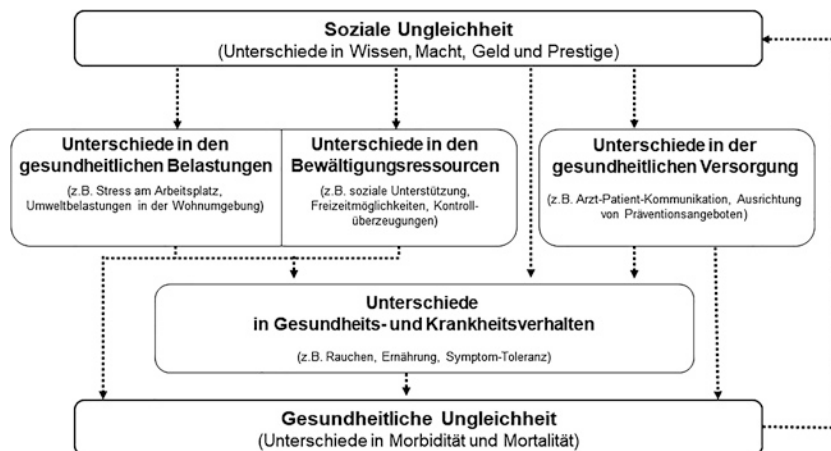 Soziale Ungleichheit
(Unterschiede in Wissen, Macht, Geld und Prestige)
Unterschiede in den
gesundheitlichen Belastungen
(z.B. Stress am Arbeitsplatz,
Umweltbelastungen in der Wohnumgebung)
Unterschiede in den
Bewältigungsressourcen
(z.B. soziale Unterstützung,
Freizeitmöglichkeiten, Kontroll-
überzeugungen)
Unterschiede in der
gesundheitlichen Versorgung
(z.B. Arzt-Patient-Kommunikation, Ausrichtung
von Präventionsangeboten)
Unterschiede
in Gesundheits- und Krankheitsverhalten
(z.B. Rauchen, Ernährung, Symptom-Toleranz)
Gesundheitliche Ungleichheit
(Unterschiede in Morbidität und Mortalität)